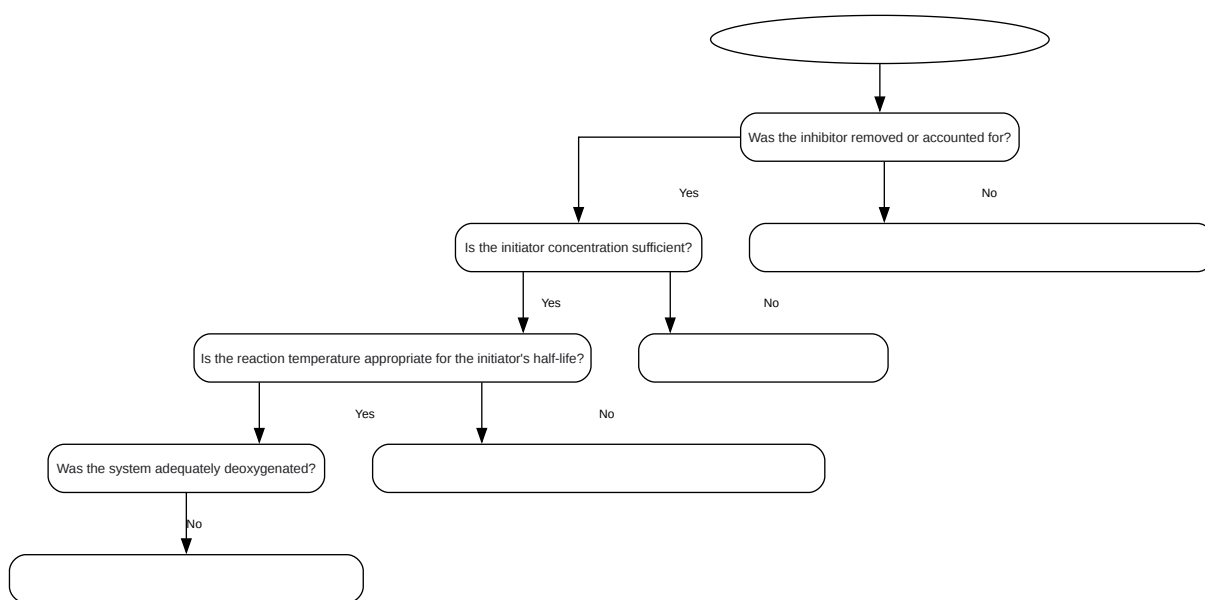 Was the inhibitor removed or accounted for?
Yes
No
Is the initiator concentration sufficient?
Yes
No
Is the reaction temperature appropriate for the initiator's half-life?
Yes
No
Was the system adequately deoxygenated?
No